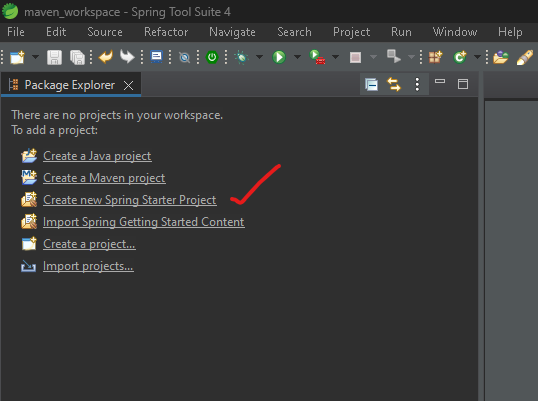 maven_workspace - Spring Tool Suite 4
File Edit Source Refactor Navigate Search Project Run Window Help
Package Explorer
There are no projects in your workspace.
To add a project:
Create a Java project
Create a Maven project
Create new Spring Starter Project
Import Spring Getting Started Content
Create a project...
Import projects...